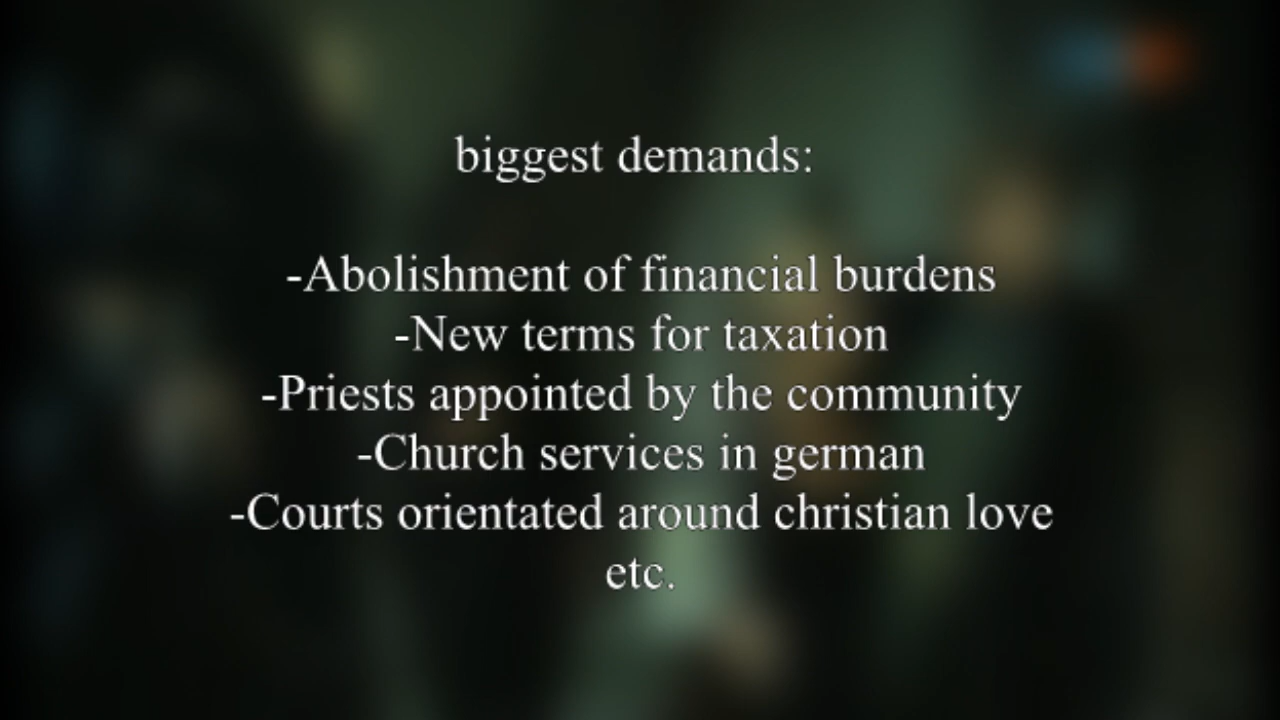 biggest demands:
-Abolishment of financial burdens
-New terms for taxation
-Priests appointed by the community
-Church services in german
-Courts orientated around christian love
etc.